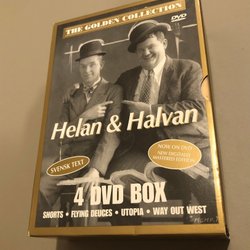 THE GOLDEN COLLECTION
DVD
Helan & Halvan
SVENSK TEXT
NOW ON DVD
NEW DIGITALLY
MASTERED EDITION
4 DVD BOX
SHORTS • FLYING DEUCES • UTOPIA • WAY OUT WEST